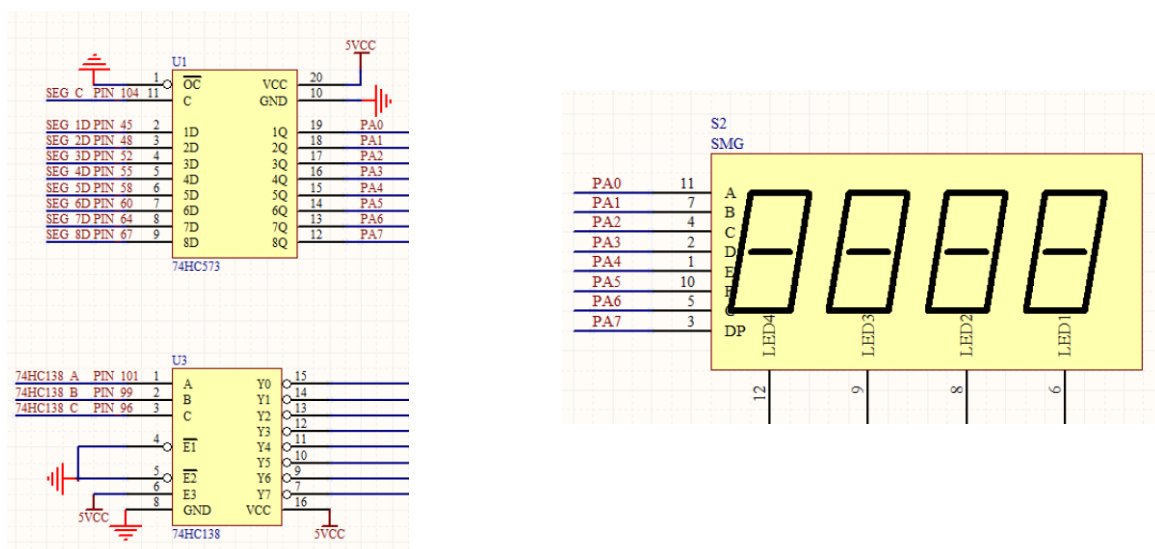 5VCC
U1
1 OC VCC 20
SEG C PIN 104 11 C GND 10
SEG 1D PIN 45 2 1D 1Q 19 PA0
SEG 2D PIN 48 3 2D 2Q 18 PA1
SEG 3D PIN 52 4 3D 3Q 17 PA2
SEG 4D PIN 55 5 4D 4Q 16 PA3
SEG 5D PIN 58 6 5D 5Q 15 PA4
SEG 6D PIN 60 7 6D 6Q 14 PA5
SEG 7D PIN 64 8 7D 7Q 13 PA6
SEG 8D PIN 67 9 8D 8Q 12 PA7
74HC573
U3
74HC138 A PIN 101 1 A Y0 15
74HC138 B PIN 99 2 B Y1 14
74HC138 C PIN 96 3 C Y2 13
Y3 12
4 E1 Y4 11
Y5 10
5 E2 Y6 9
6 E3 Y7 7
8 GND VCC 16
5VCC
5VCC
74HC138
S2
SMG
PA0 11 A
PA1 7 B
PA2 4 C
PA3 2 D
PA4 1 E
PA5 10 F
PA6 5 G
PA7 3 DP
LED4 LED3 LED2 LED1
12 9 8 6